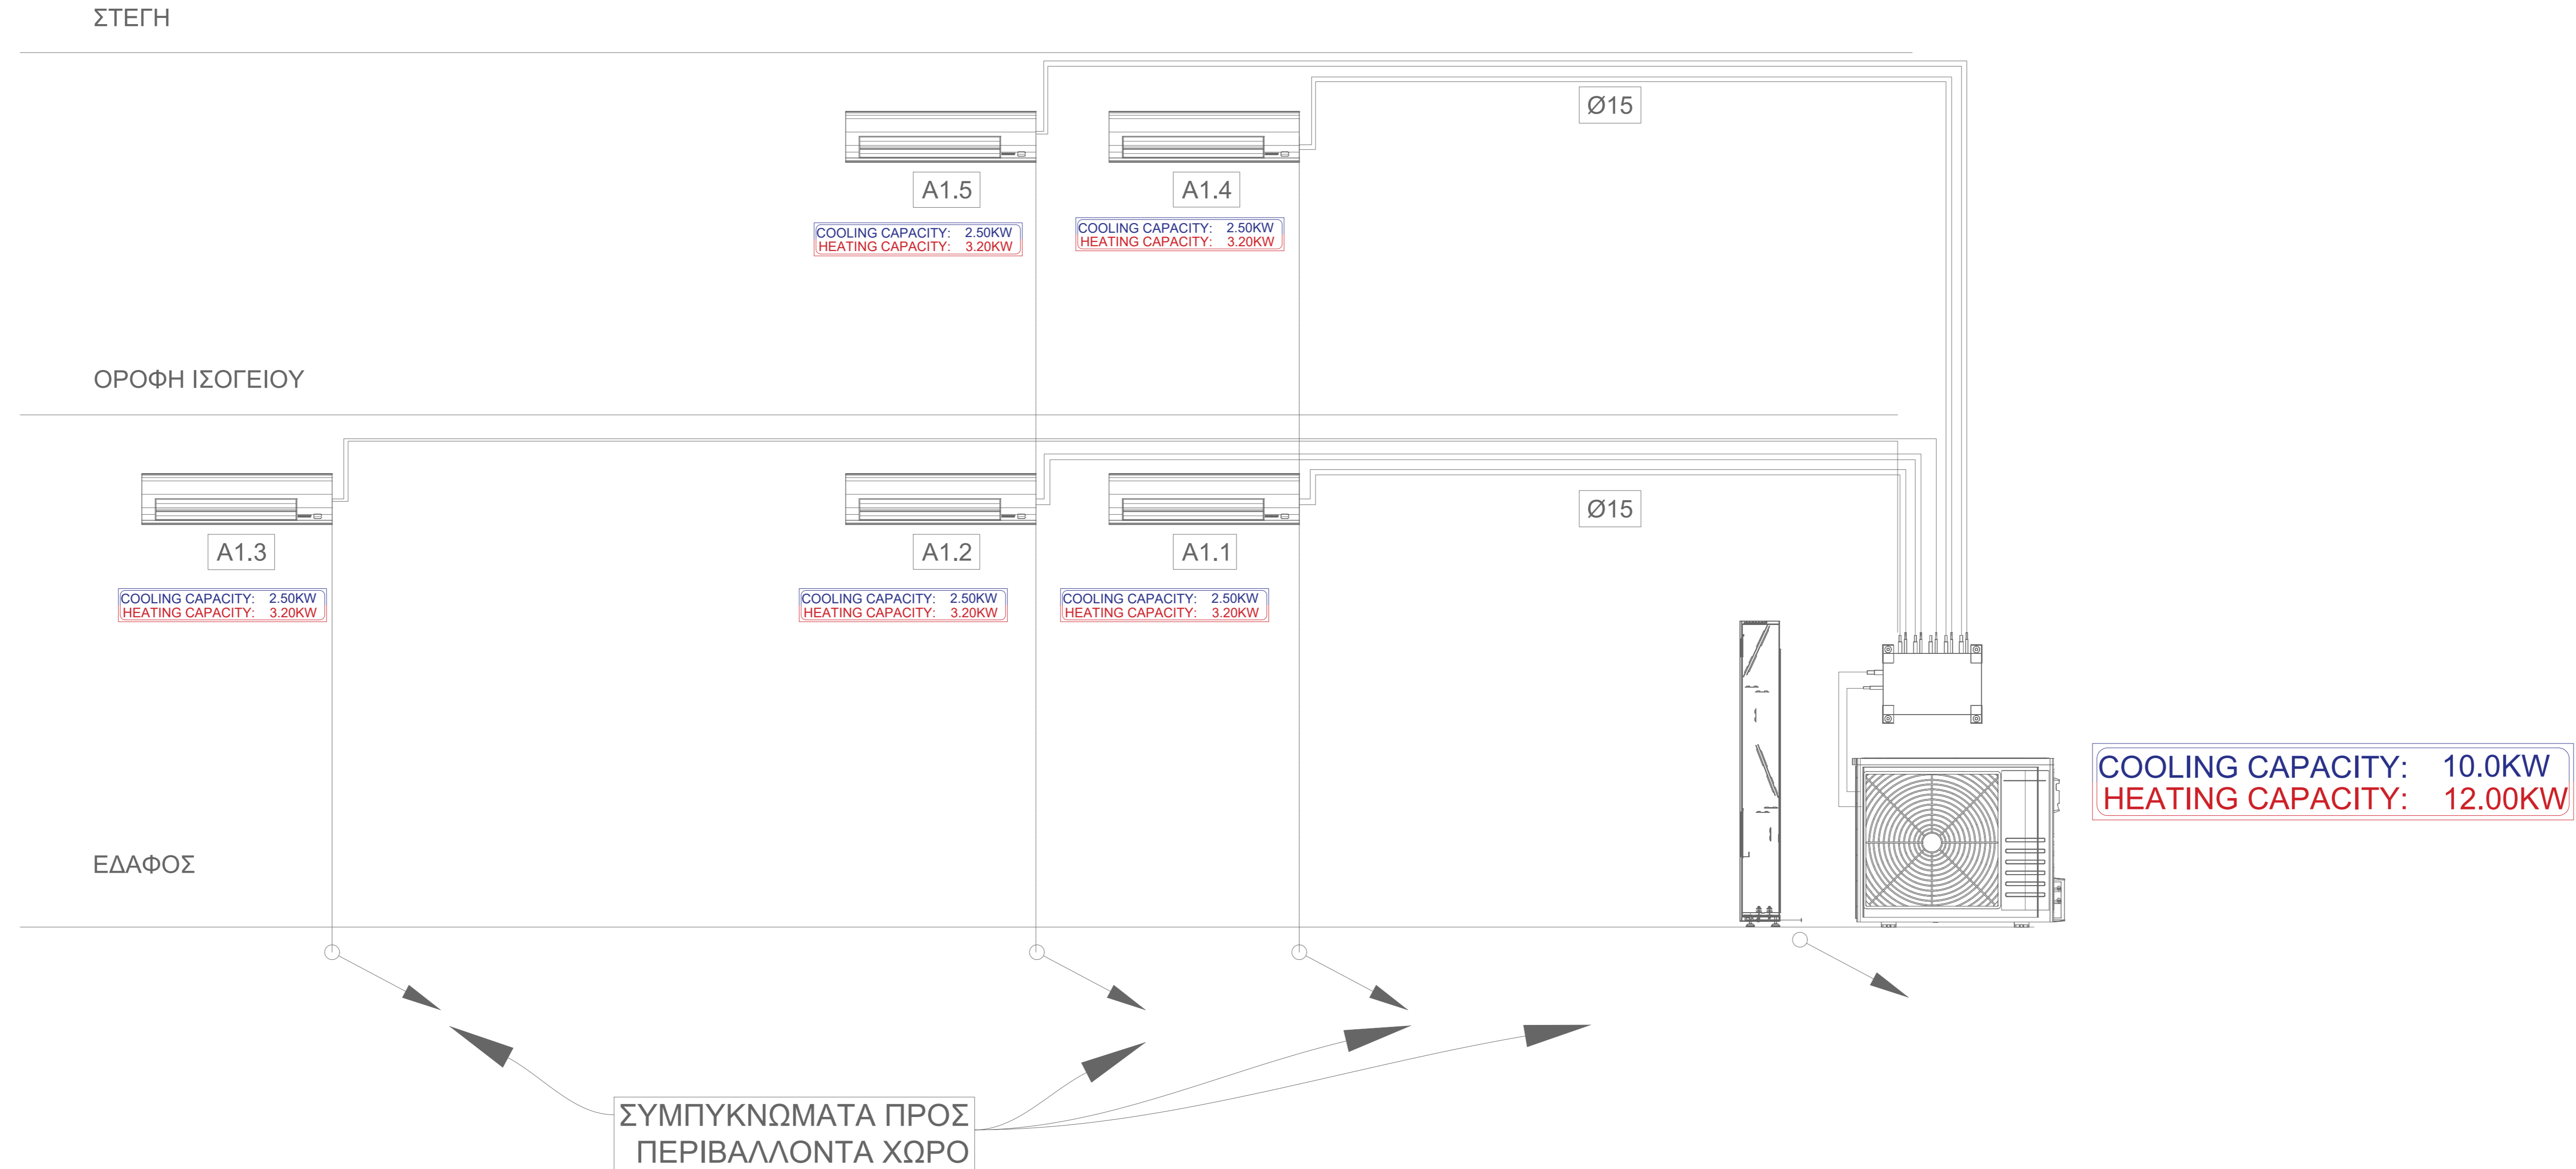 ΣΤΕΓΗ
Ø15
A1.5
A1.4
COOLING CAPACITY: 2.50KW
HEATING CAPACITY: 3.20KW
COOLING CAPACITY: 2.50KW
HEATING CAPACITY: 3.20KW
ΟΡΟΦΗ ΙΣΟΓΕΙΟΥ
Ø15
A1.3
A1.2
A1.1
COOLING CAPACITY: 2.50KW
HEATING CAPACITY: 3.20KW
COOLING CAPACITY: 2.50KW
HEATING CAPACITY: 3.20KW
COOLING CAPACITY: 2.50KW
HEATING CAPACITY: 3.20KW
COOLING CAPACITY: 10.0KW
HEATING CAPACITY: 12.00KW
ΕΔΑΦΟΣ
ΣΥΜΠΥΚΝΩΜΑΤΑ ΠΡΟΣ
ΠΕΡΙΒΑΛΛΟΝΤΑ ΧΩΡΟ